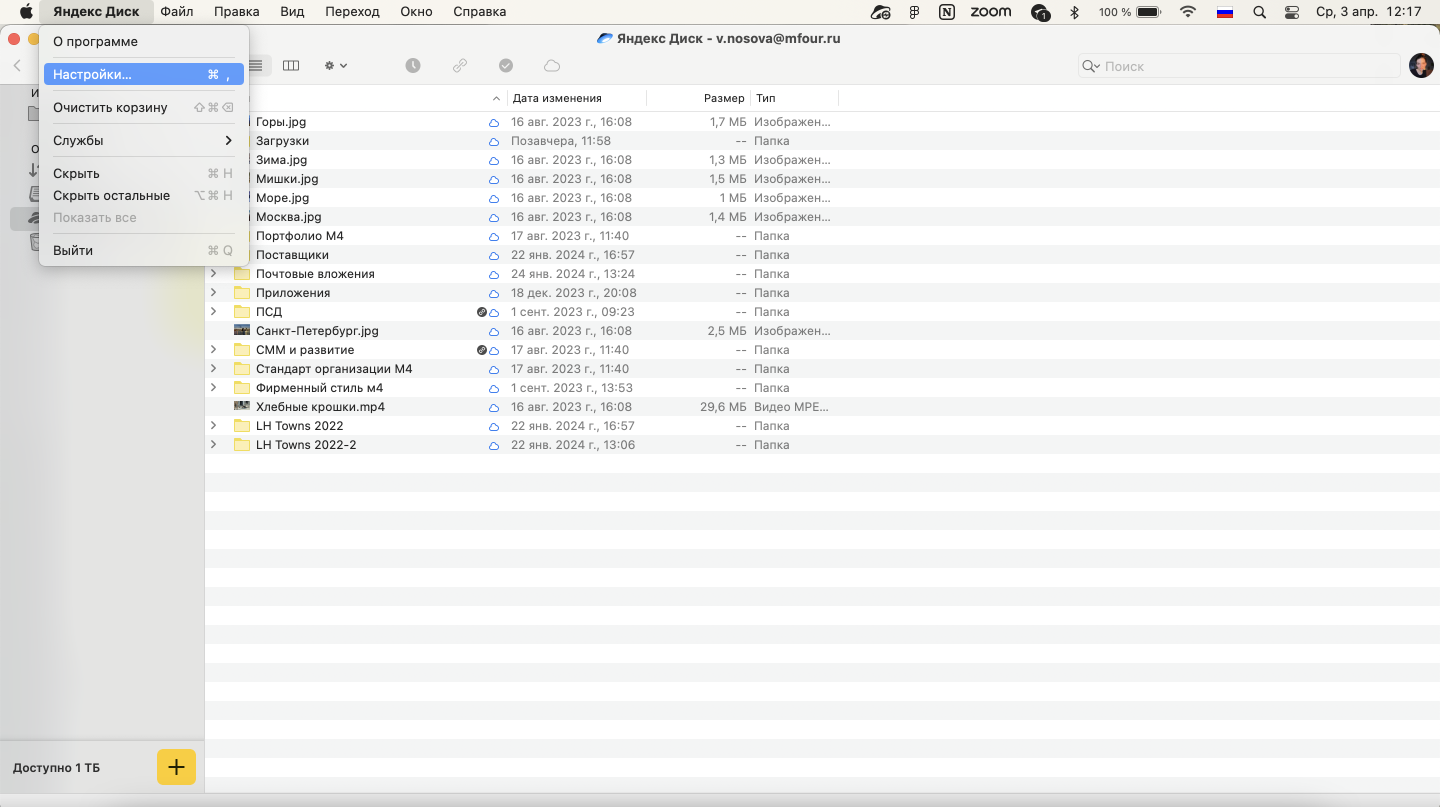 Яндекс Диск Файл Правка Вид Переход Окно Справка zoom 1 100 % Ср, 3 апр. 12:17
Яндекс Диск - v.nosova@mfour.ru
О программе
Настройки... ⌘ ,
Очистить корзину ⇧⌘⌫
Службы
Скрыть ⌘ H
Скрыть остальные ⌥⌘ H
Показать все
Выйти ⌘ Q
Поиск
Дата изменения Размер Тип
Горы.jpg 16 авг. 2023 г., 16:08 1,7 МБ Изображен...
Загрузки Позавчера, 11:58 -- Папка
Зима.jpg 16 авг. 2023 г., 16:08 1,3 МБ Изображен...
Мишки.jpg 16 авг. 2023 г., 16:08 1,5 МБ Изображен...
Море.jpg 16 авг. 2023 г., 16:08 1 МБ Изображен...
Москва.jpg 16 авг. 2023 г., 16:08 1,4 МБ Изображен...
Портфолио М4 17 авг. 2023 г., 11:40 -- Папка
Поставщики 22 янв. 2024 г., 16:57 -- Папка
Почтовые вложения 24 янв. 2024 г., 13:24 -- Папка
Приложения 18 дек. 2023 г., 20:08 -- Папка
ПСД 1 сент. 2023 г., 09:23 -- Папка
Санкт-Петербург.jpg 16 авг. 2023 г., 16:08 2,5 МБ Изображен...
СММ и развитие 17 авг. 2023 г., 11:40 -- Папка
Стандарт организации М4 17 авг. 2023 г., 11:40 -- Папка
Фирменный стиль м4 1 сент. 2023 г., 13:53 -- Папка
Хлебные крошки.mp4 16 авг. 2023 г., 16:08 29,6 МБ Видео MPE...
LH Towns 2022 22 янв. 2024 г., 16:57 -- Папка
LH Towns 2022-2 22 янв. 2024 г., 13:06 -- Папка
Доступно 1 ТБ